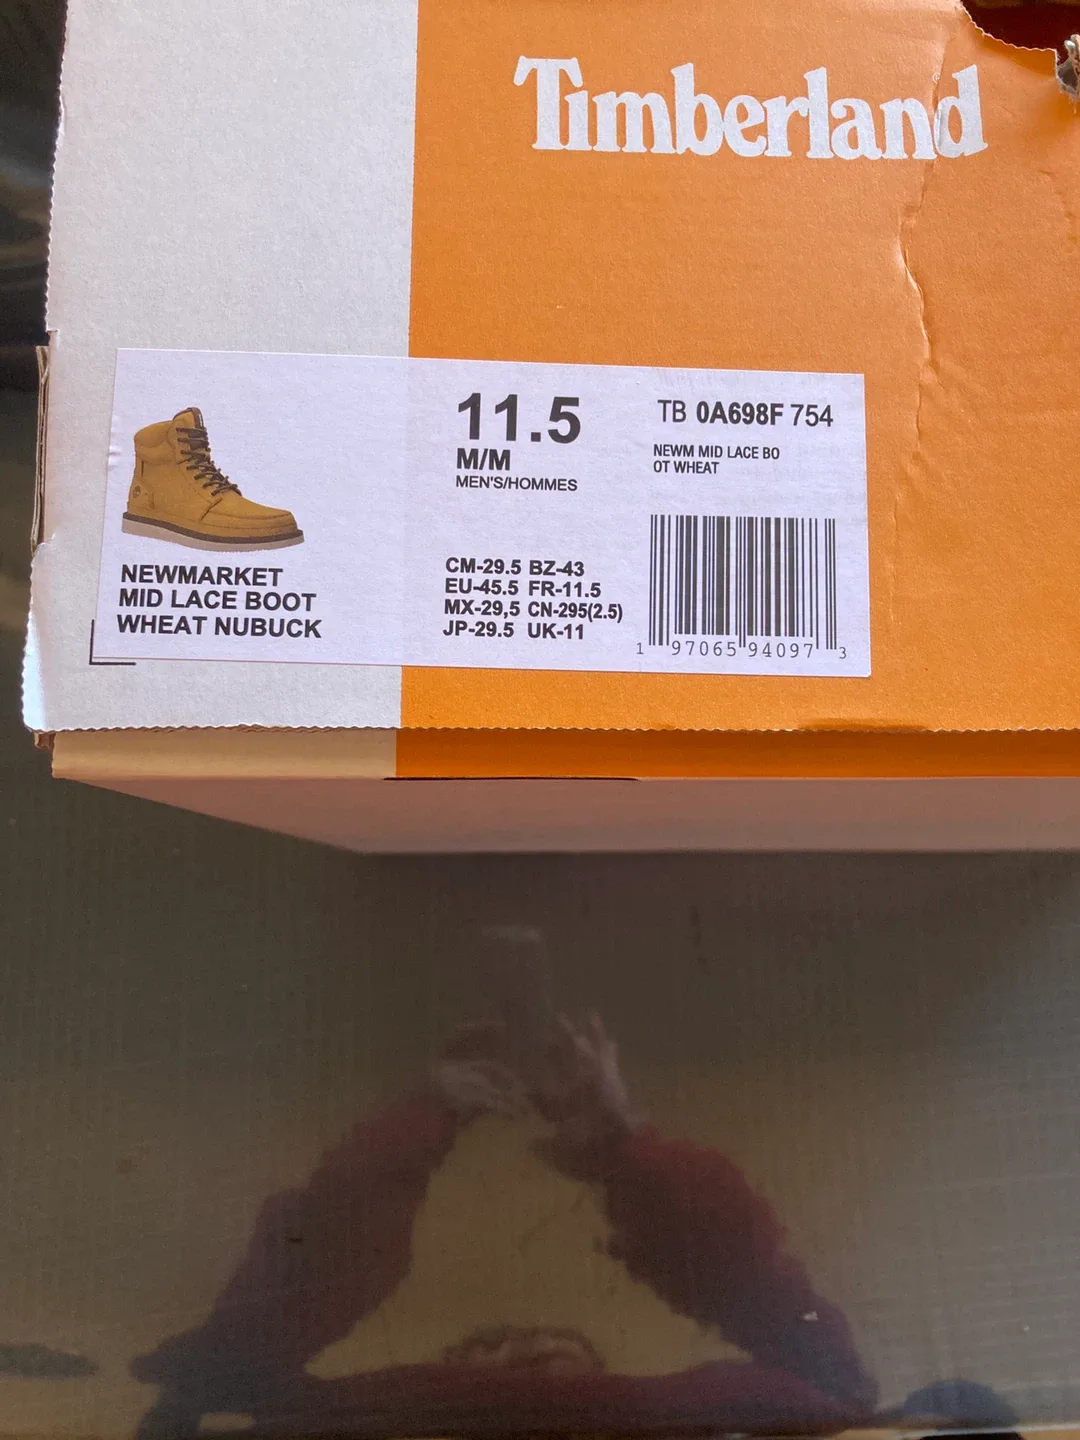 Timberland
11.5
M/M
MEN'S/HOMMES
TB 0A698F 754
NEWM MID LACE BO
OT WHEAT
NEWMARKET
MID LACE BOOT
WHEAT NUBUCK
CM-29.5 BZ-43
EU-45.5 FR-11.5
MX-29,5 CN-295(2.5)
JP-29.5 UK-11
1 97065 94097 3